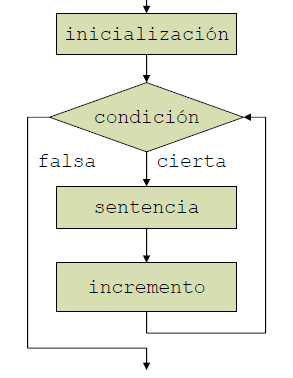 inicialización
condición
falsa
cierta
sentencia
incremento